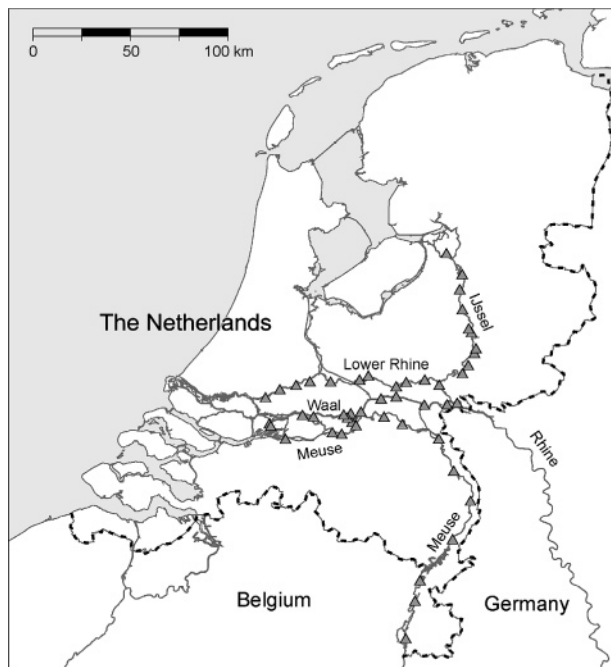 0 50 100 km
The Netherlands
IJssel
Lower Rhine
Waal
Meuse
Rhine
Meuse
Belgium
Germany